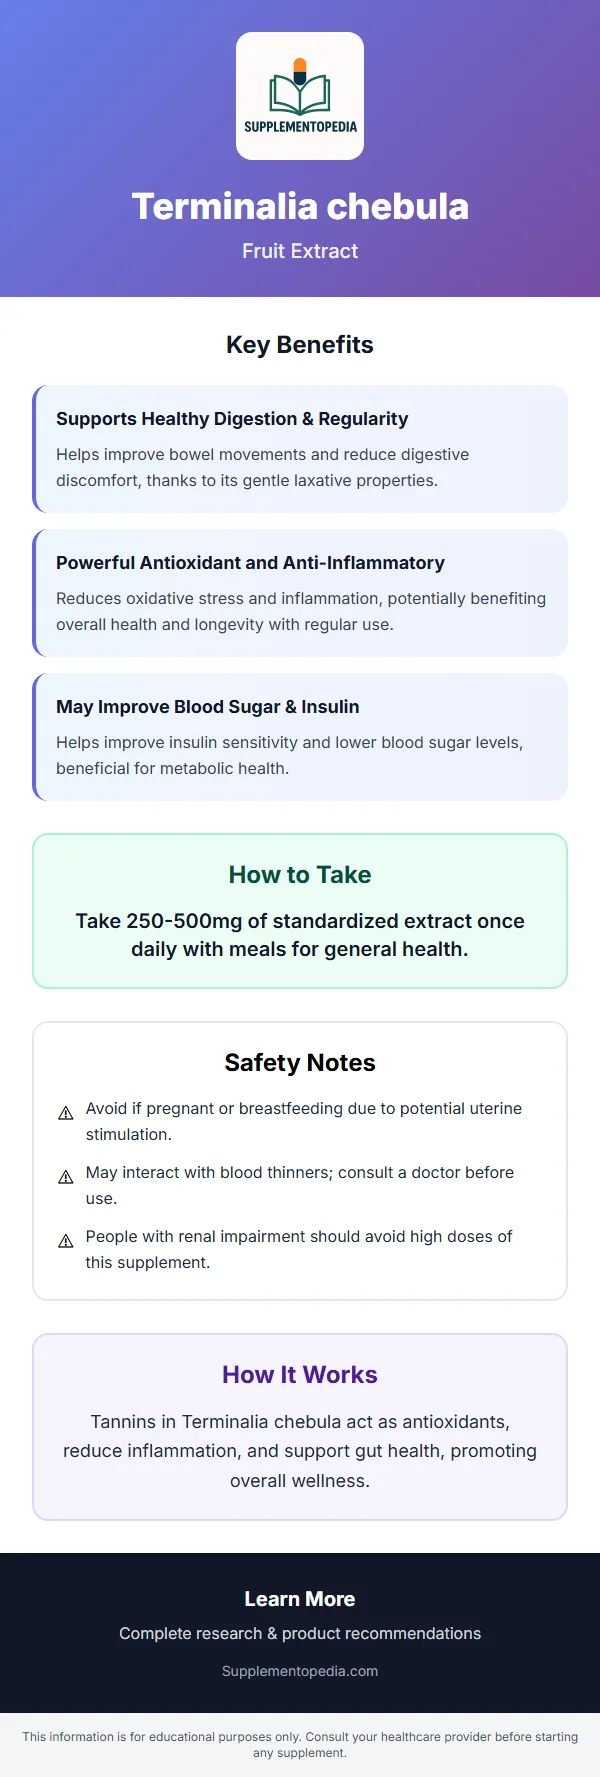 SUPPLEMENTOPEDIA
Terminalia chebula
Fruit Extract
Key Benefits
Supports Healthy Digestion & Regularity
Helps improve bowel movements and reduce digestive
discomfort, thanks to its gentle laxative properties.
Powerful Antioxidant and Anti-Inflammatory
Reduces oxidative stress and inflammation, potentially benefiting
overall health and longevity with regular use.
May Improve Blood Sugar & Insulin
Helps improve insulin sensitivity and lower blood sugar levels,
beneficial for metabolic health.
How to Take
Take 250-500mg of standardized extract once
daily with meals for general health.
Safety Notes
Avoid if pregnant or breastfeeding due to potential uterine
stimulation.
May interact with blood thinners; consult a doctor before
use.
People with renal impairment should avoid high doses of
this supplement.
How It Works
Tannins in Terminalia chebula act as antioxidants,
reduce inflammation, and support gut health, promoting
overall wellness.
Learn More
Complete research & product recommendations
Supplementopedia.com
This information is for educational purposes only. Consult your healthcare provider before starting
any supplement.